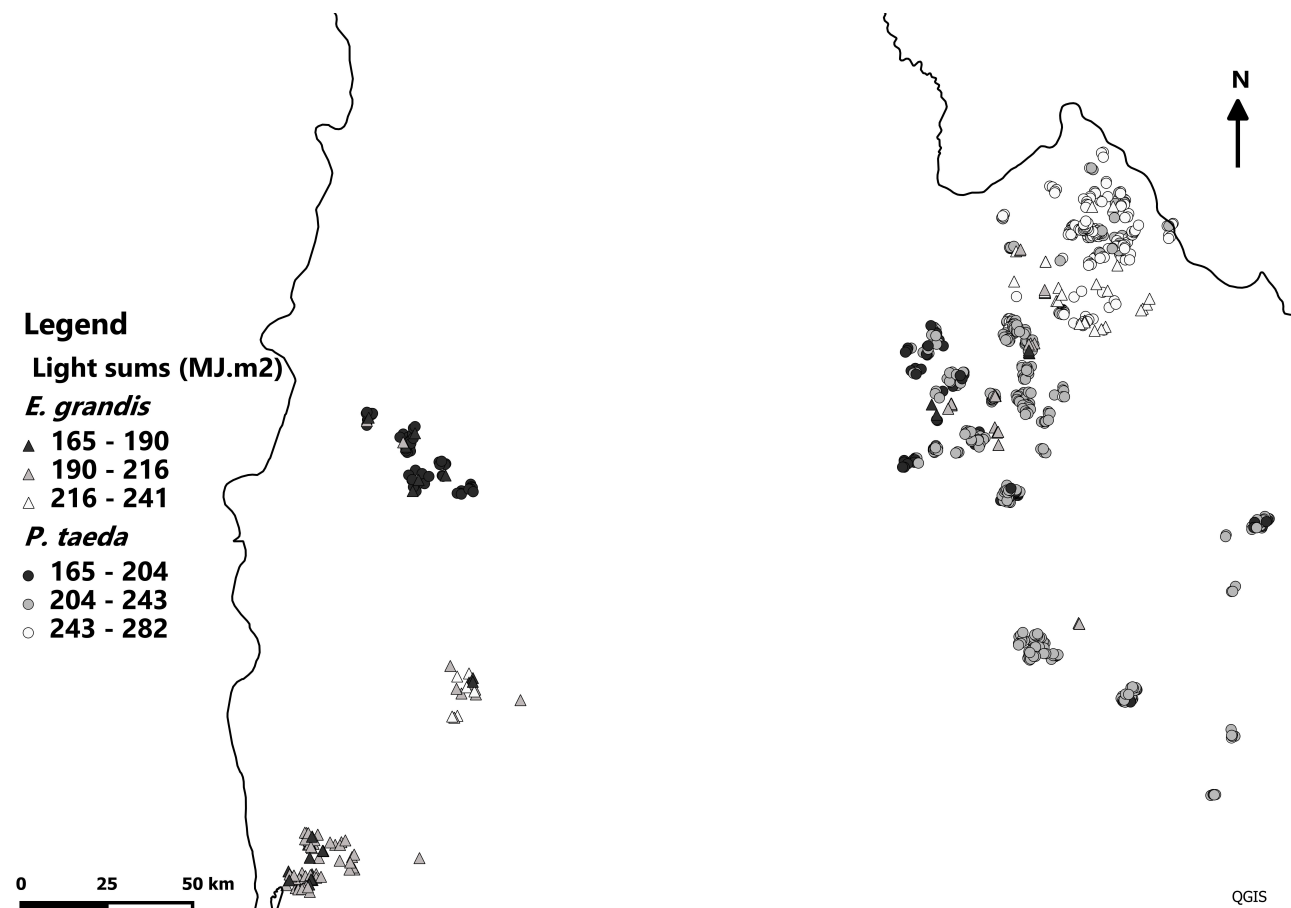 N
Legend
Light sums (MJ.m2)
E. grandis
165 - 190
190 - 216
216 - 241
P. taeda
165 - 204
204 - 243
243 - 282
0 25 50 km
QGIS